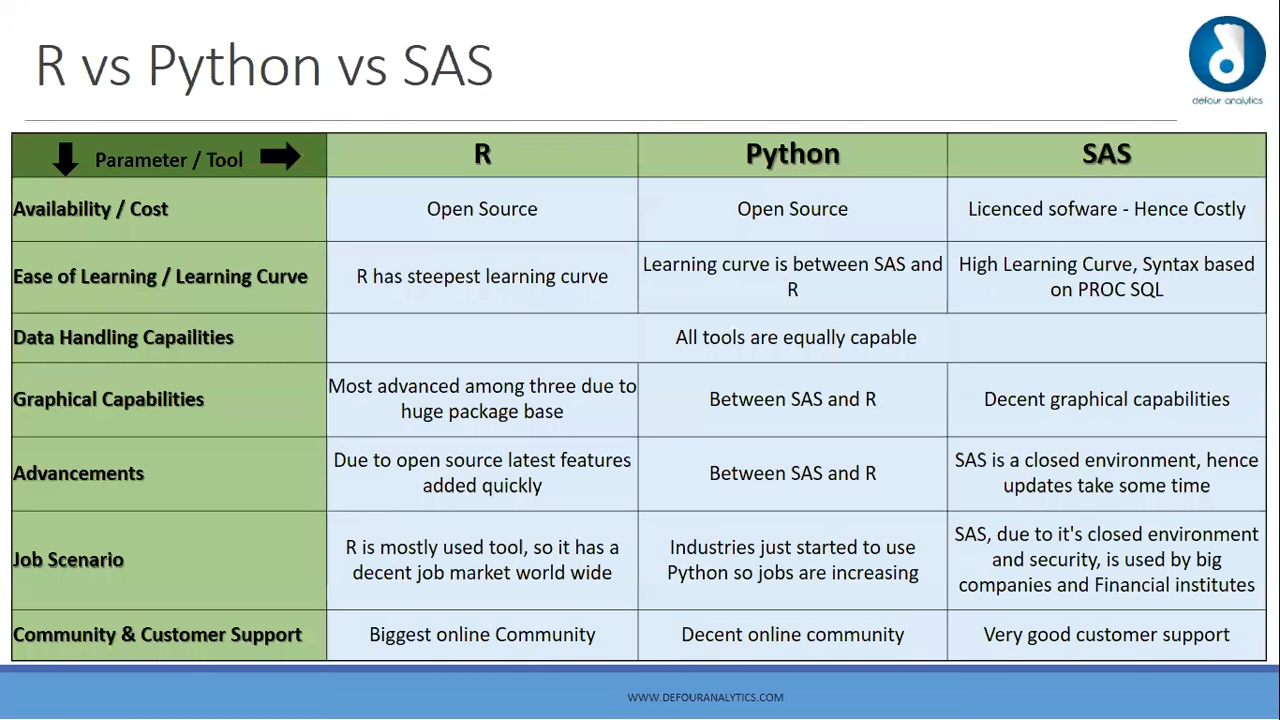 R vs Python vs SAS
defour analytics
Parameter / Tool
R
Python
SAS
Availability / Cost
Open Source
Open Source
Licenced sofware - Hence Costly
Ease of Learning / Learning Curve
R has steepest learning curve
Learning curve is between SAS and
R
High Learning Curve, Syntax based
on PROC SQL
Data Handling Capailities
All tools are equally capable
Graphical Capabilities
Most advanced among three due to
huge package base
Between SAS and R
Decent graphical capabilities
Advancements
Due to open source latest features
added quickly
Between SAS and R
SAS is a closed environment, hence
updates take some time
Job Scenario
R is mostly used tool, so it has a
decent job market world wide
Industries just started to use
Python so jobs are increasing
SAS, due to it's closed environment
and security, is used by big
companies and Financial institutes
Community & Customer Support
Biggest online Community
Decent online community
Very good customer support
WWW.DEFOURANALYTICS.COM